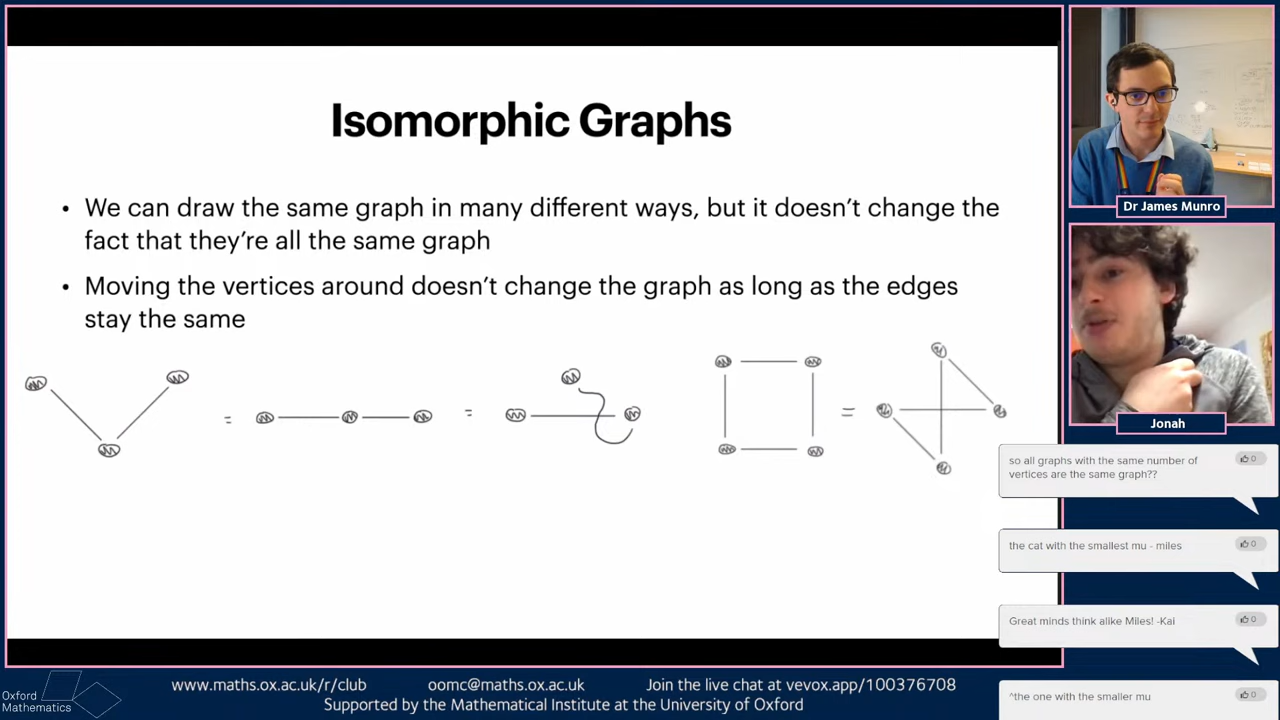 Isomorphic Graphs
• We can draw the same graph in many different ways, but it doesn't change the
fact that they're all the same graph
• Moving the vertices around doesn't change the graph as long as the edges
stay the same
= = =
Dr James Munro
Jonah
so all graphs with the same number of
vertices are the same graph??
0
the cat with the smallest mu - miles
0
Great minds think alike Miles! -Kai
0
^the one with the smaller mu
0
Oxford
Mathematics
www.maths.ox.ac.uk/r/club oomc@maths.ox.ac.uk Join the live chat at vevox.app/100376708
Supported by the Mathematical Institute at the University of Oxford